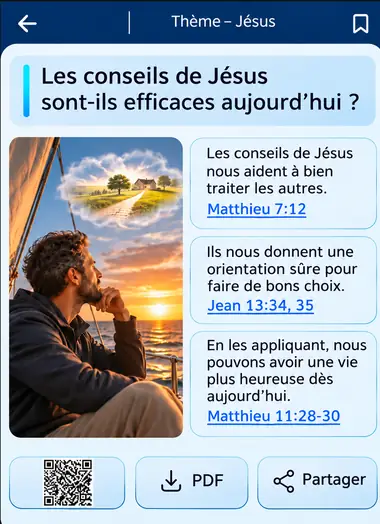 Thème – Jésus
Les conseils de Jésus
sont-ils efficaces aujourd’hui ?
Les conseils de Jésus
nous aident à bien
traiter les autres.
Matthieu 7:12
Ils nous donnent une
orientation sûre pour
faire de bons choix.
Jean 13:34, 35
En les appliquant, nous
pouvons avoir une vie
plus heureuse dès
aujourd’hui.
Matthieu 11:28-30
PDF
Partager